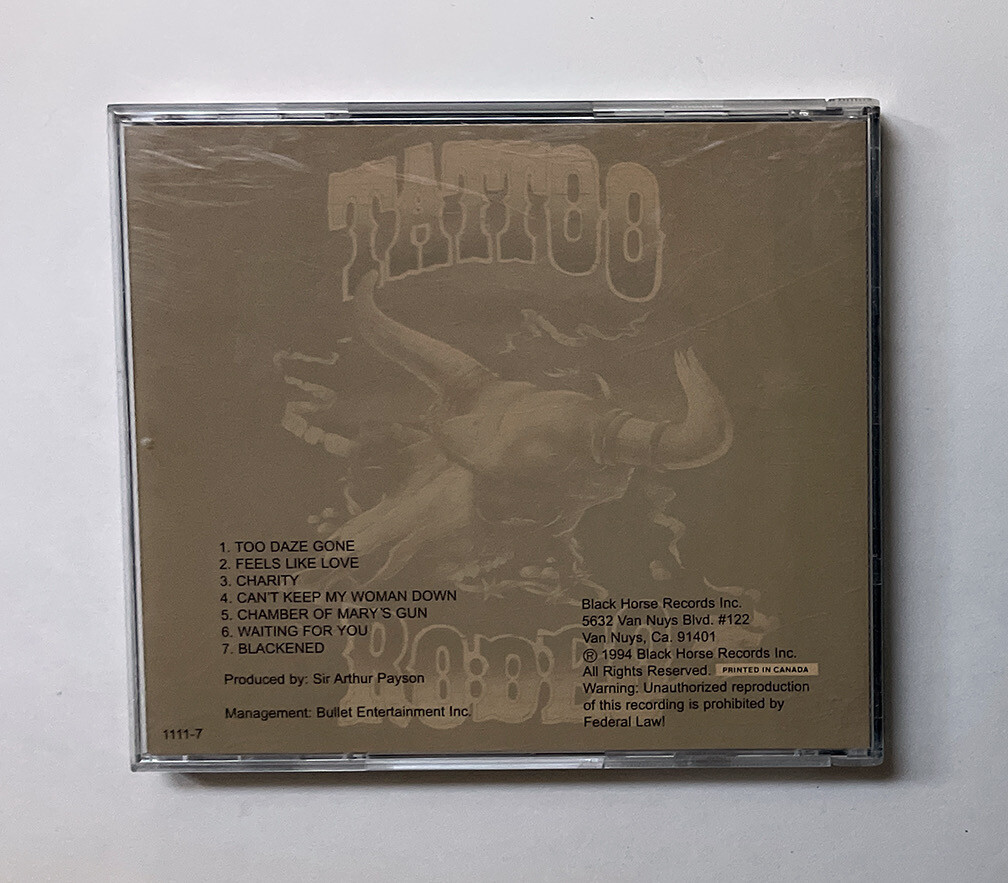 TATTOO
1. TOO DAZE GONE
2. FEELS LIKE LOVE
3. CHARITY
4. CAN'T KEEP MY WOMAN DOWN
5. CHAMBER OF MARY'S GUN
6. WAITING FOR YOU
7. BLACKENED
Produced by: Sir Arthur Payson
Management: Bullet Entertainment Inc.
1111-7
RODEO
Black Horse Records Inc.
5632 Van Nuys Blvd. #122
Van Nuys, Ca. 91401
® 1994 Black Horse Records Inc.
All Rights Reserved. PRINTED IN CANADA
Warning: Unauthorized reproduction
of this recording is prohibited by
Federal Law!